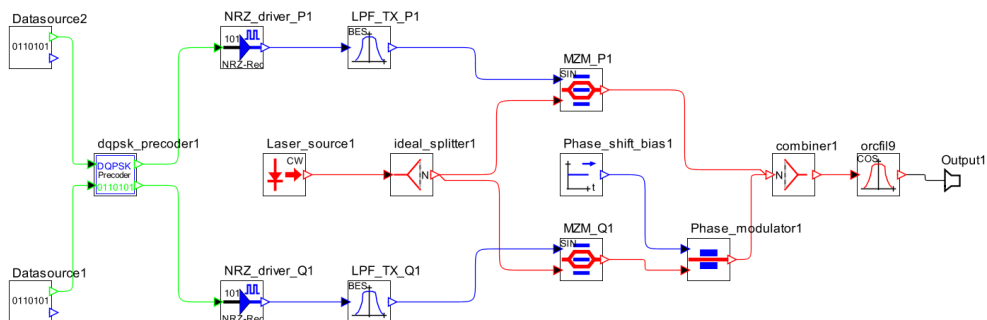 Datasource2
0110101
NRZ_driver_P1
101
NRZ-Rec
LPF_TX_P1
BES
MZM_P1
SIN
dqpsk_precoder1
DQPSK
Precoder
0110101
Laser_source1
CW
ideal_splitter1
N
Phase_shift_bias1
t
combiner1
N
orcfil9
COS
Output1
Datasource1
0110101
NRZ_driver_Q1
101
NRZ-Rec
LPF_TX_Q1
BES
MZM_Q1
SIN
Phase_modulator1